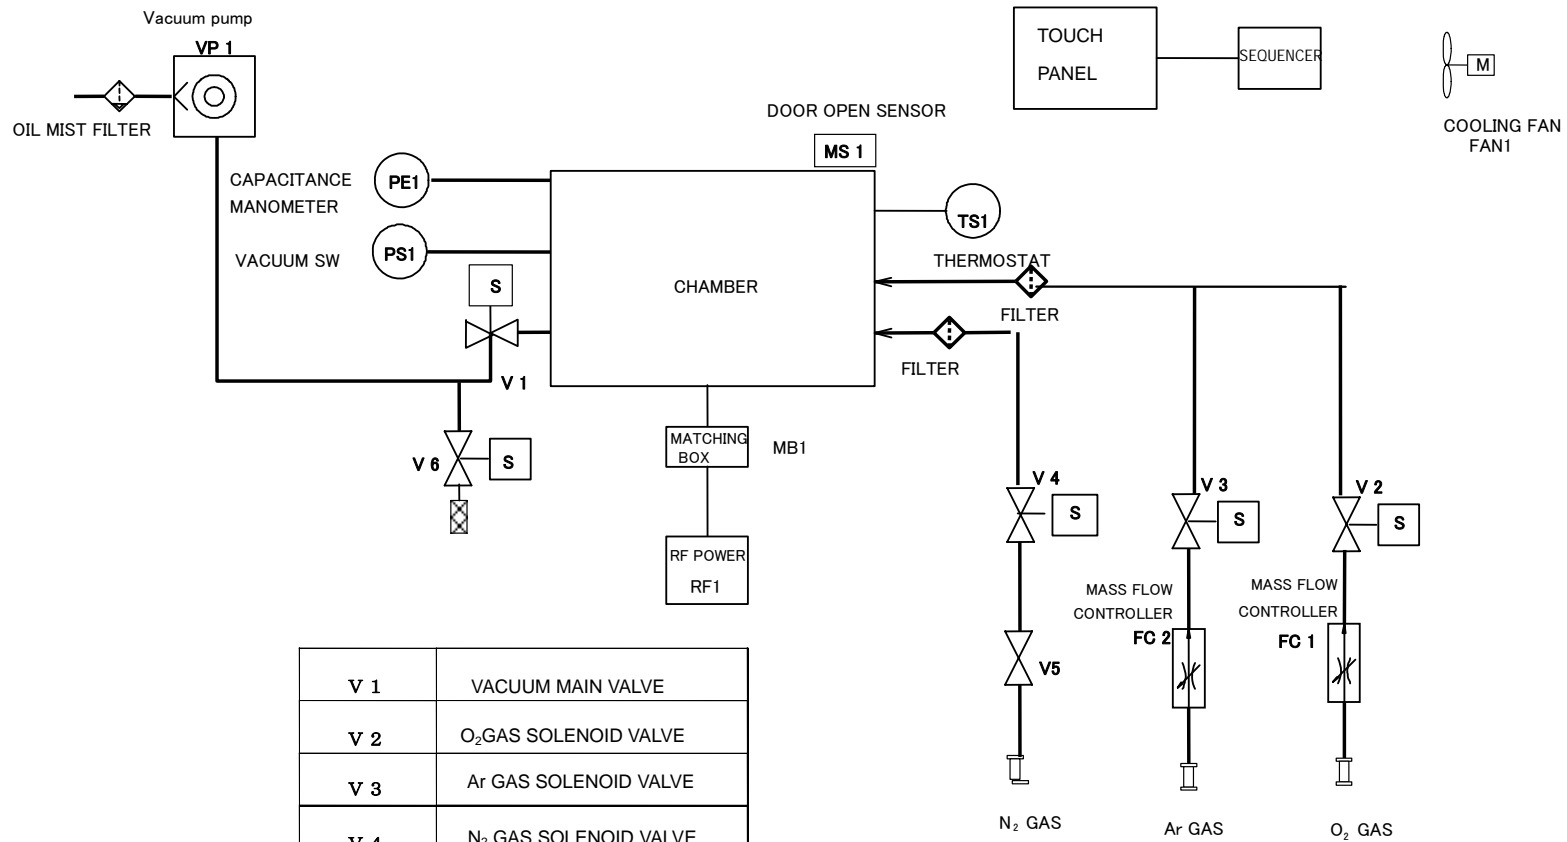 Vacuum pump
VP 1
OIL MIST FILTER
TOUCH
PANEL
SEQUENCER
M
COOLING FAN
FAN1
DOOR OPEN SENSOR
MS 1
CAPACITANCE
MANOMETER
PE1
VACUUM SW
PS1
TS1
THERMOSTAT
S
CHAMBER
FILTER
FILTER
V 1
V 6
S
MATCHING
BOX
MB1
RF POWER
RF1
V 4
S
V 3
S
V 2
S
MASS FLOW
CONTROLLER
FC 2
MASS FLOW
CONTROLLER
FC 1
V5
N₂ GAS
Ar GAS
O₂ GAS
V 1 VACUUM MAIN VALVE
V 2 O₂GAS SOLENOID VALVE
V 3 Ar GAS SOLENOID VALVE
V 4 N₂ GAS SOLENOID VALVE